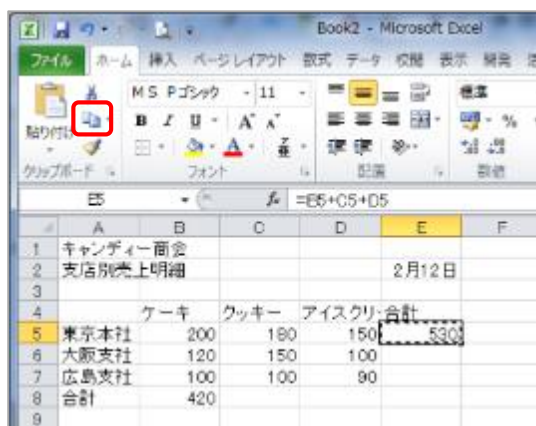 Book2 - Microsoft Excel
ファイル ホーム 挿入 ページレイアウト 数式 データ 校閲 表示 開発
MS Pゴシック 11 標準
貼り付け B I U A A %
クリップボード フォント 配置 数値
E5 fx =B5+C5+D5
A B C D E F
1 キャンディー商会
2 支店別売上明細 2月12日
3
4 ケーキ クッキー アイスクリ 合計
5 東京本社 200 180 150 530
6 大阪支社 120 150 100
7 広島支社 100 100 90
8 合計 420
9